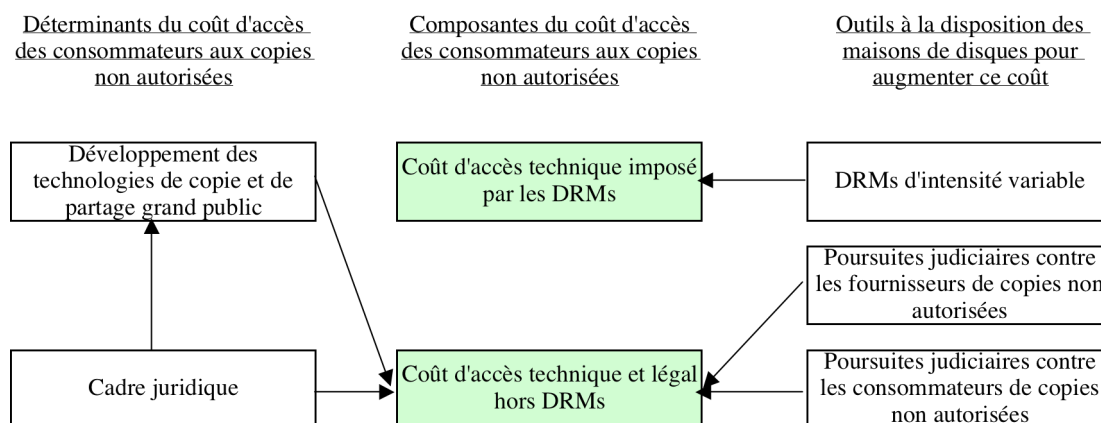 Déterminants du coût d'accès
des consommateurs aux copies
non autorisées
Composantes du coût d'accès
des consommateurs aux copies
non autorisées
Outils à la disposition des
maisons de disques pour
augmenter ce coût
Développement des
technologies de copie et de
partage grand public
Coût d'accès technique imposé
par les DRMs
DRMs d'intensité variable
Poursuites judiciaires contre
les fournisseurs de copies non
autorisées
Cadre juridique
Coût d'accès technique et légal
hors DRMs
Poursuites judiciaires contre
les consommateurs de copies
non autorisées